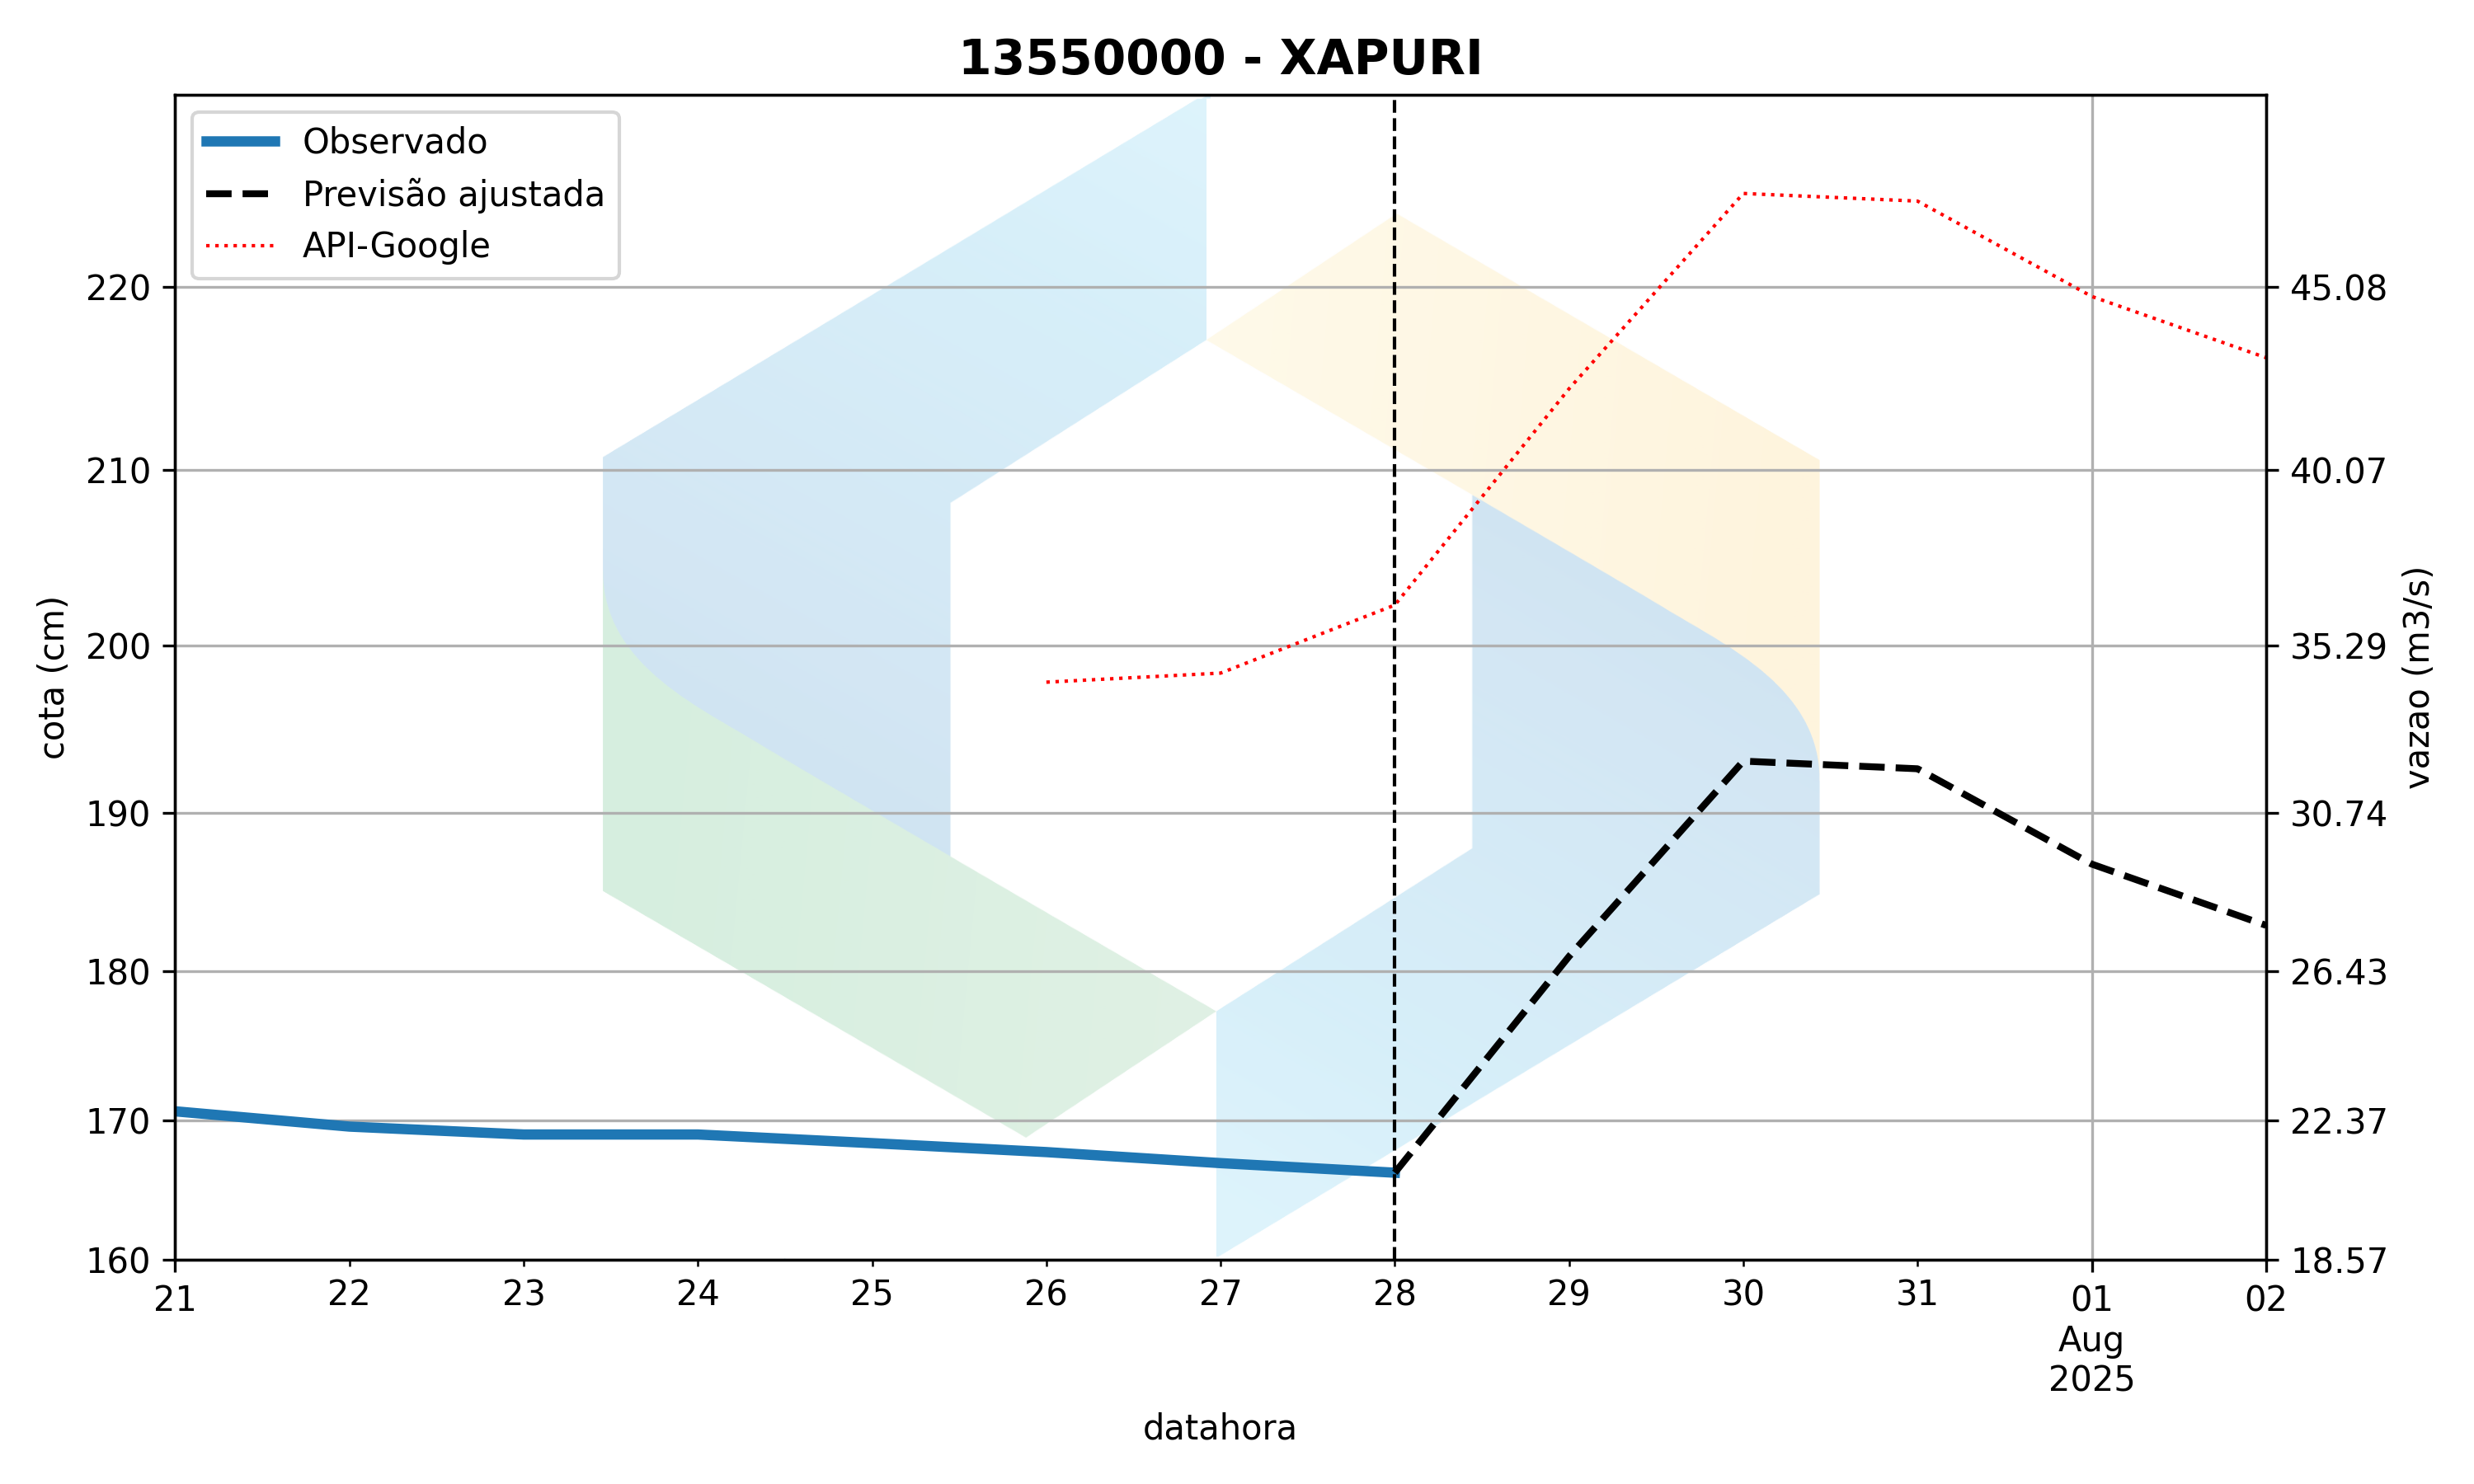 13550000 - XAPURI
Observado
Previsão ajustada
API-Google
220
210
200
190
180
170
160
cota (cm)
45.08
40.07
35.29
30.74
26.43
22.37
18.57
vazao (m3/s)
21 22 23 24 25 26 27 28 29 30 31 01 02
Aug
2025
datahora